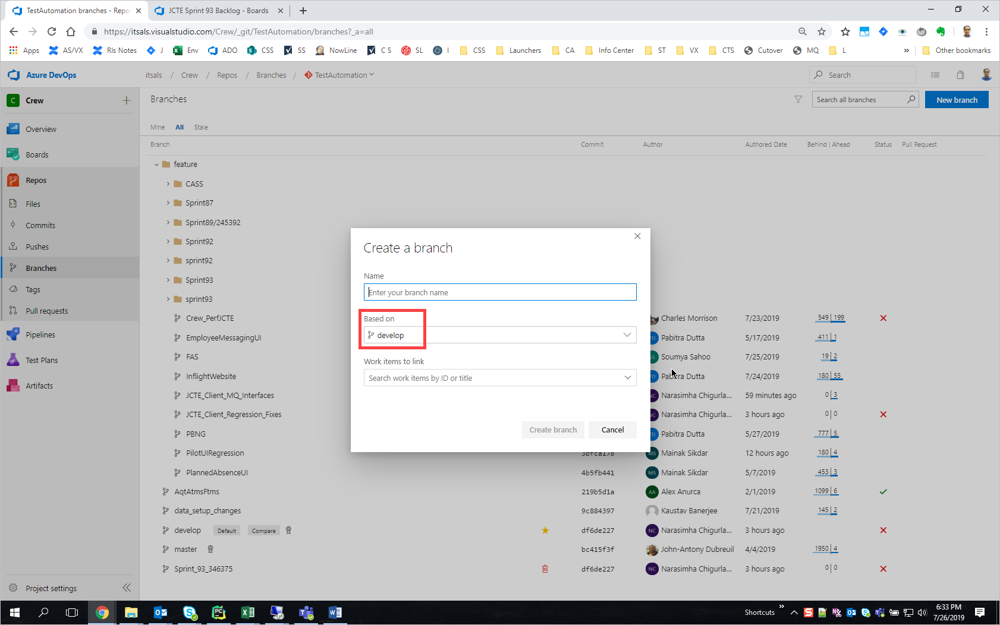 TestAutomation branches - Repo
JCTE Sprint 93 Backlog - Boards
https://itsals.visualstudio.com/Crew/_git/TestAutomation/branches?_a=all
Apps AS/VX RIs Notes J Env ADO CSS SS NowLine C S SL I CSS Launchers CA Info Center ST VX CTS Cutover MQ L » Other bookmarks
Azure DevOps
itsals / Crew / Repos / Branches / TestAutomation
Search
C Crew
Branches
Search all branches
New branch
Overview
Mine All Stale
Branch Commit Author Authored Date Behind | Ahead Status Pull Request
Boards
feature
Repos
CASS
Files
Sprint87
Commits
Sprint89/245392
Pushes
Sprint92
sprint92
Branches
Sprint93
Tags
sprint93
Pull requests
Pipelines
Test Plans
Artifacts
Create a branch
Name
Enter your branch name
Based on
develop
Work items to link
Search work items by ID or title
Create branch
Cancel
Crew_PerfJCTE Charles Morrison 7/23/2019 549 | 199
EmployeeMessagingUI PD Pabitra Dutta 5/17/2019 411 | 1
FAS SS Soumya Sahoo 7/25/2019 19 | 2
InflightWebsite PD Pabitra Dutta 7/24/2019 180 | 55
JCTE_Client_MQ_Interfaces NC Narasimha Chigurla... 59 minutes ago 0 | 3
JCTE_Client_Regression_Fixes NC Narasimha Chigurla... 3 hours ago 0 | 0
PBNG PD Pabitra Dutta 5/27/2019 777 | 5
PilotUIRegression 3bfca178 MS Mainak Sikdar 12 hours ago 180 | 4
PlannedAbsenceUI 4b5fb441 MS Mainak Sikdar 5/7/2019 453 | 3
AqtAtmsFtms 219b5d1a AA Alex Anurca 2/1/2019 1099 | 6
data_setup_changes 9c884397 Kaustav Banerjee 7/21/2019 145 | 2
develop Default Compare df6de227 NC Narasimha Chigurla... 3 hours ago
master bc415f3f John-Antony Dubreuil 4/4/2019 1950 | 4
Sprint_93_346375 df6de227 NC Narasimha Chigurla... 3 hours ago 0 | 0
Project settings
Shortcuts »
6:33 PM
7/26/2019